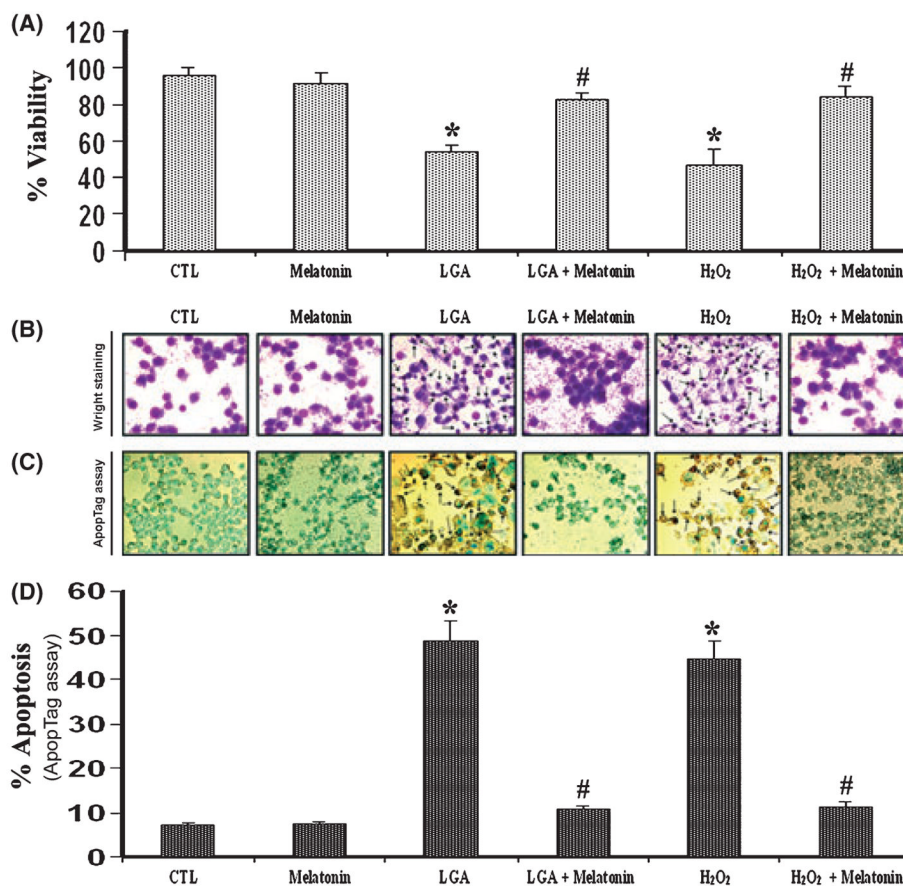 (A)
% Viability
120
100
80
60
40
20
0
*
#
*
#
CTL Melatonin LGA LGA + Melatonin H₂O₂ H₂O₂ + Melatonin
CTL Melatonin LGA LGA + Melatonin H₂O₂ H₂O₂ + Melatonin
(B)
Wright staining
(C)
ApopTag assay
(D)
% Apoptosis
(ApopTag assay)
60
50
40
30
20
10
0
*
#
*
#
CTL Melatonin LGA LGA + Melatonin H₂O₂ H₂O₂ + Melatonin